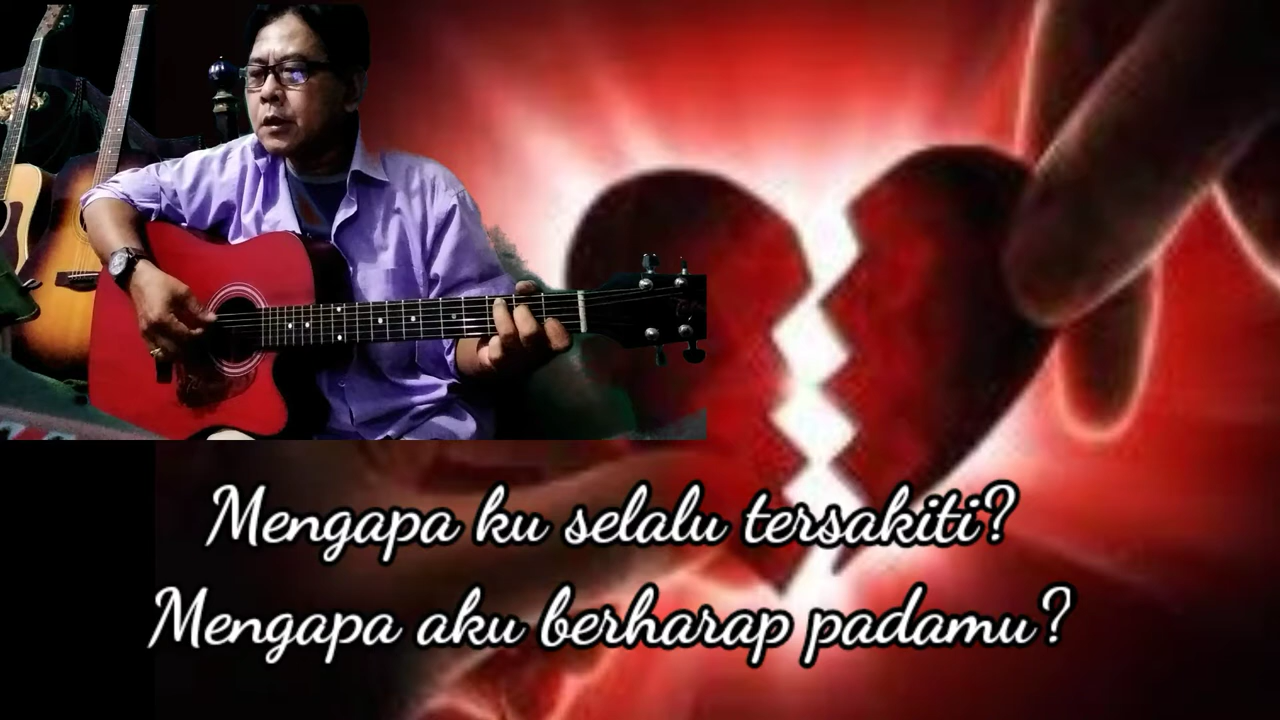 Mengapa ku selalu tersakiti?
Mengapa aku berharap padamu?